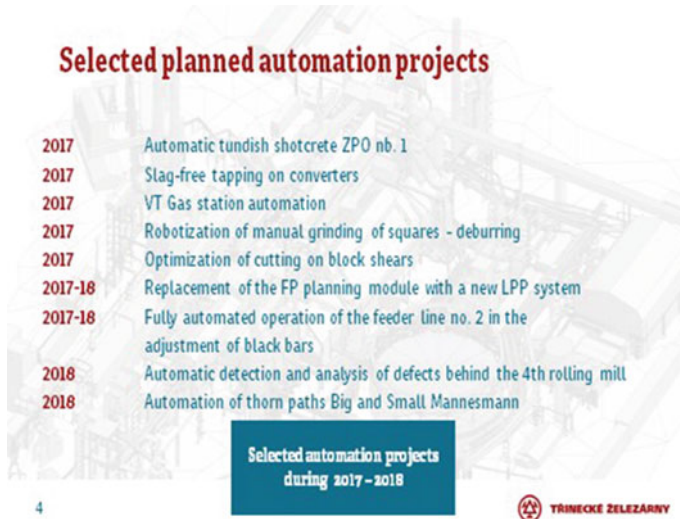 Selected planned automation projects
2017 Automatic tundish shotcrete ZPO nb. 1
2017 Slag-free tapping on converters
2017 VT Gas station automation
2017 Robotization of manual grinding of squares - deburring
2017 Optimization of cutting on block shears
2017-18 Replacement of the FP planning module with a new LPP system
2017-18 Fully automated operation of the feeder line no. 2 in the
adjustment of black bars
2018 Automatic detection and analysis of defects behind the 4th rolling mill
2018 Automation of thorn paths Big and Small Mannesmann
Selected automation projects
during 2017 – 2018
4
TŘINECKÉ ŽELEZÁRNY